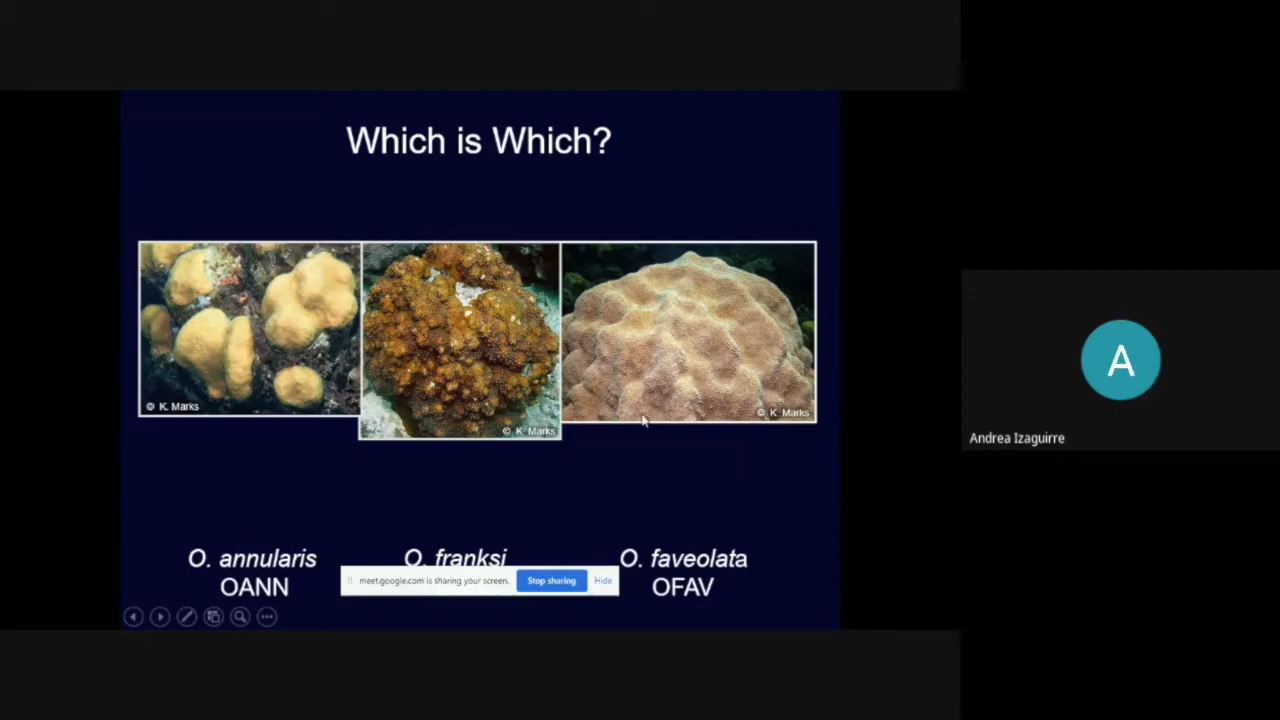 Which is Which?
© K. Marks
© K. Marks
© K. Marks
O. annularis
OANN
O. franksi
O. faveolata
OFAV
meet.google.com is sharing your screen.
Stop sharing
Hide
A
Andrea Izaguirre